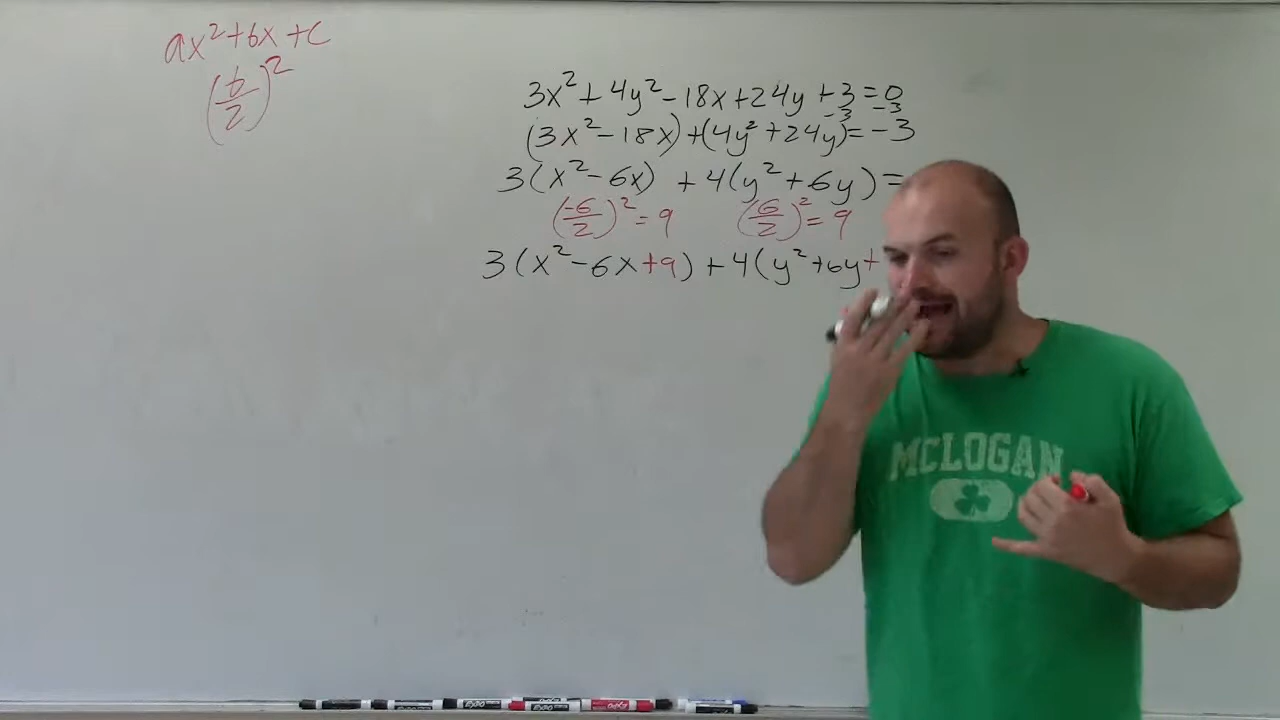 ax²+bx+c
(b/2)²
3x²+4y²-18x+24y+3=0
-3 -3
(3x²-18x)+(4y²+24y)=-3
3(x²-6x) +4(y²+6y)=
(-6/2)²=9 (6/2)²=9
3(x²-6x+9)+4(y²+6y+
MCLOGAN